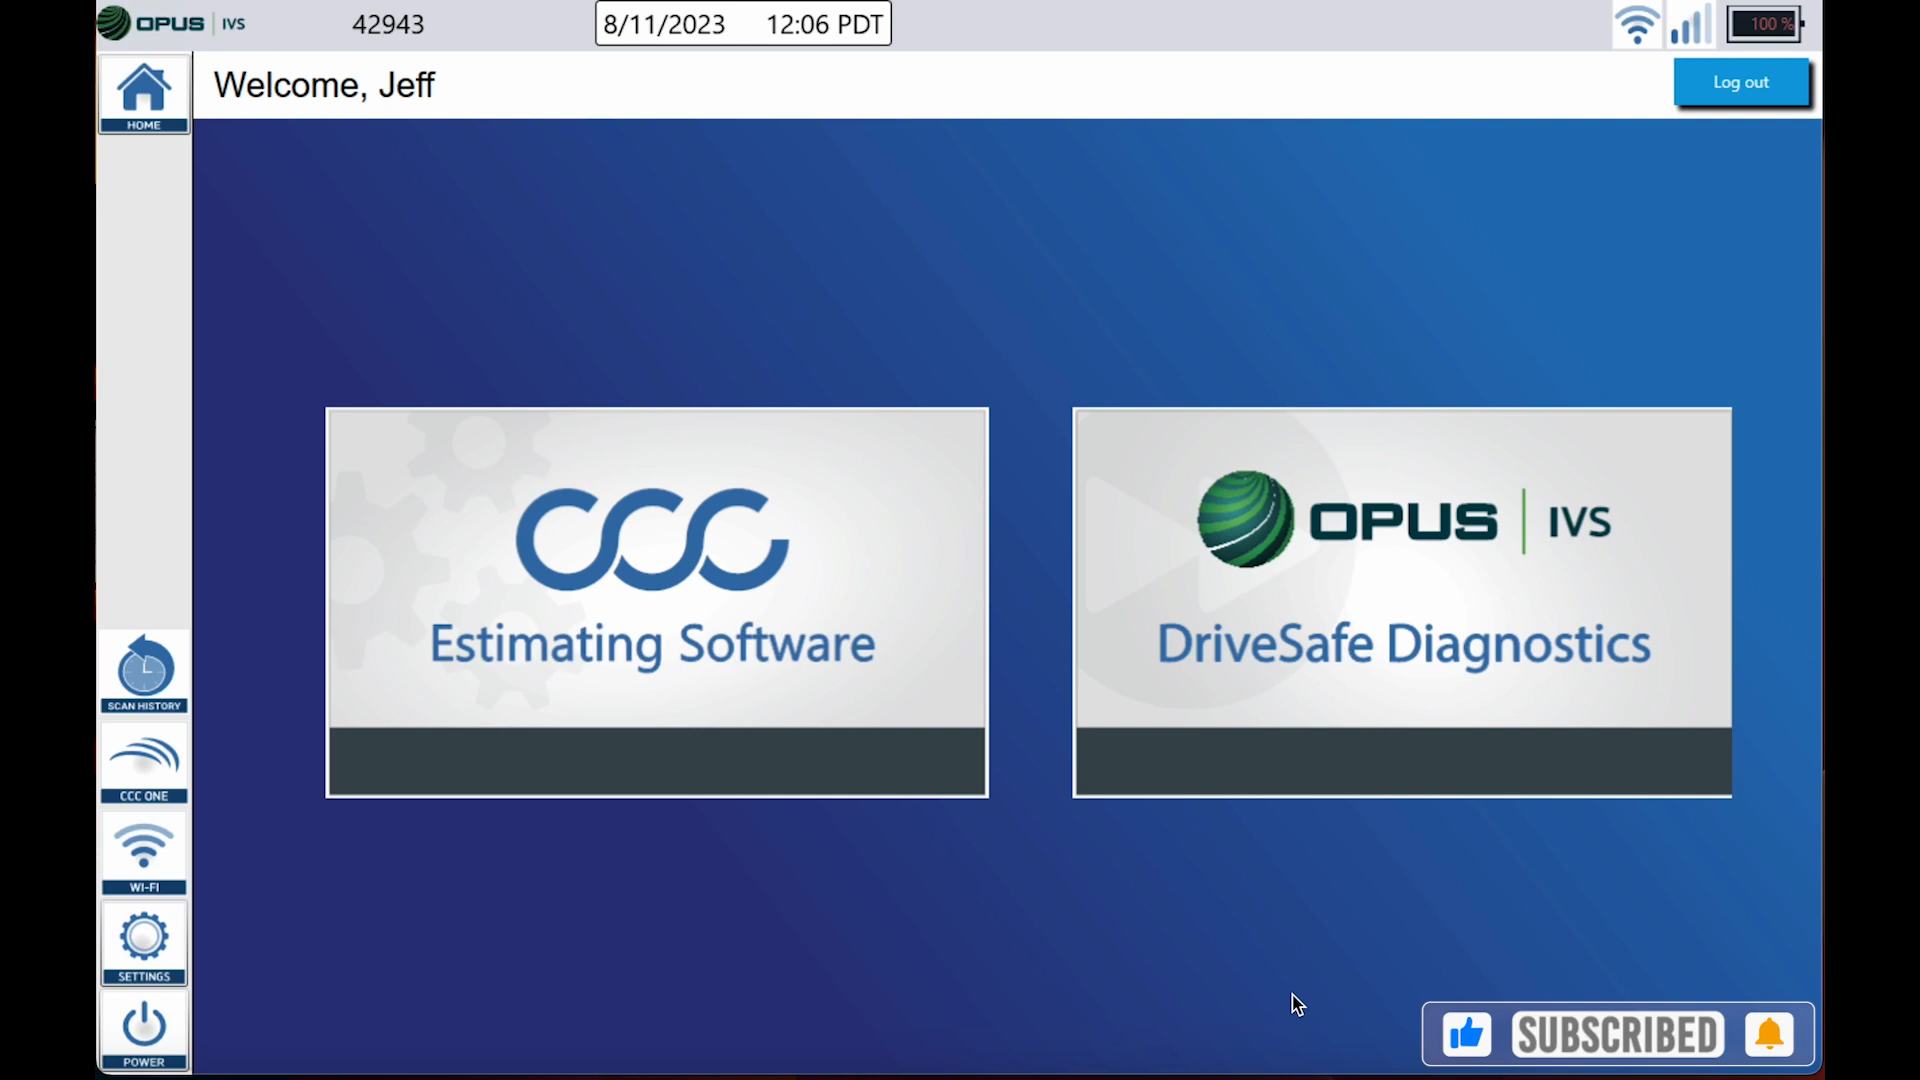 OPUS IVS 42943 8/11/2023 12:06 PDT 100 %
Welcome, Jeff
Log out
HOME
CCC
Estimating Software
OPUS IVS
DriveSafe Diagnostics
SCAN HISTORY
CCC ONE
WI-FI
SETTINGS
POWER
SUBSCRIBED